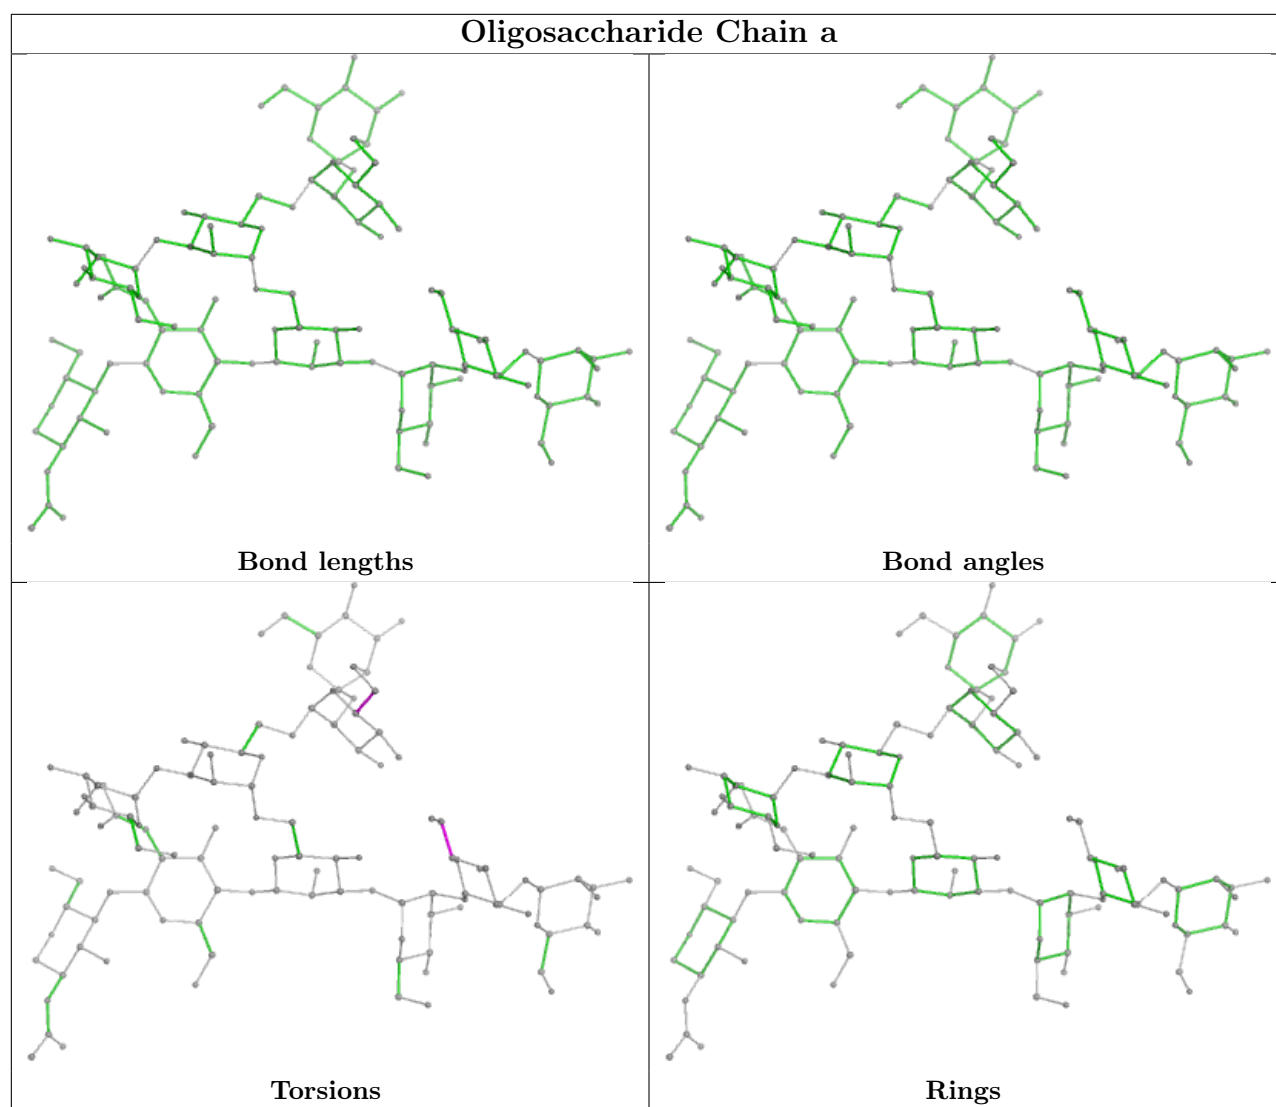 Oligosaccharide Chain a
Bond lengths
Bond angles
Torsions
Rings